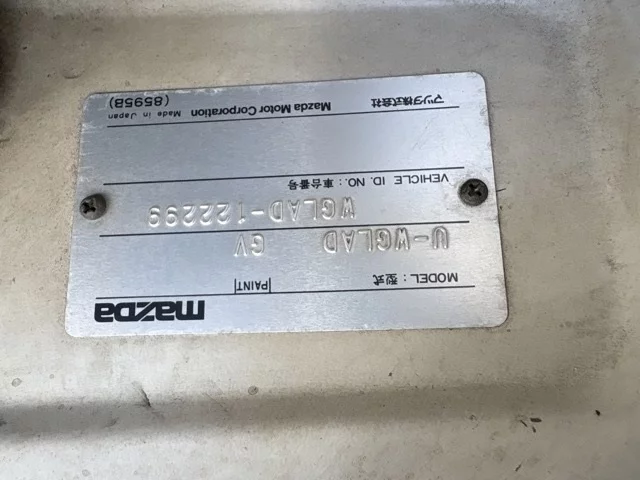 mazda
MODEL:型式 PAINT
U-WGLAD GV
VEHICLE ID. NO.:車台番号
WGLAD-122299
マツダ株式会社 Mazda Motor Corporation Made in Japan
(8595B)